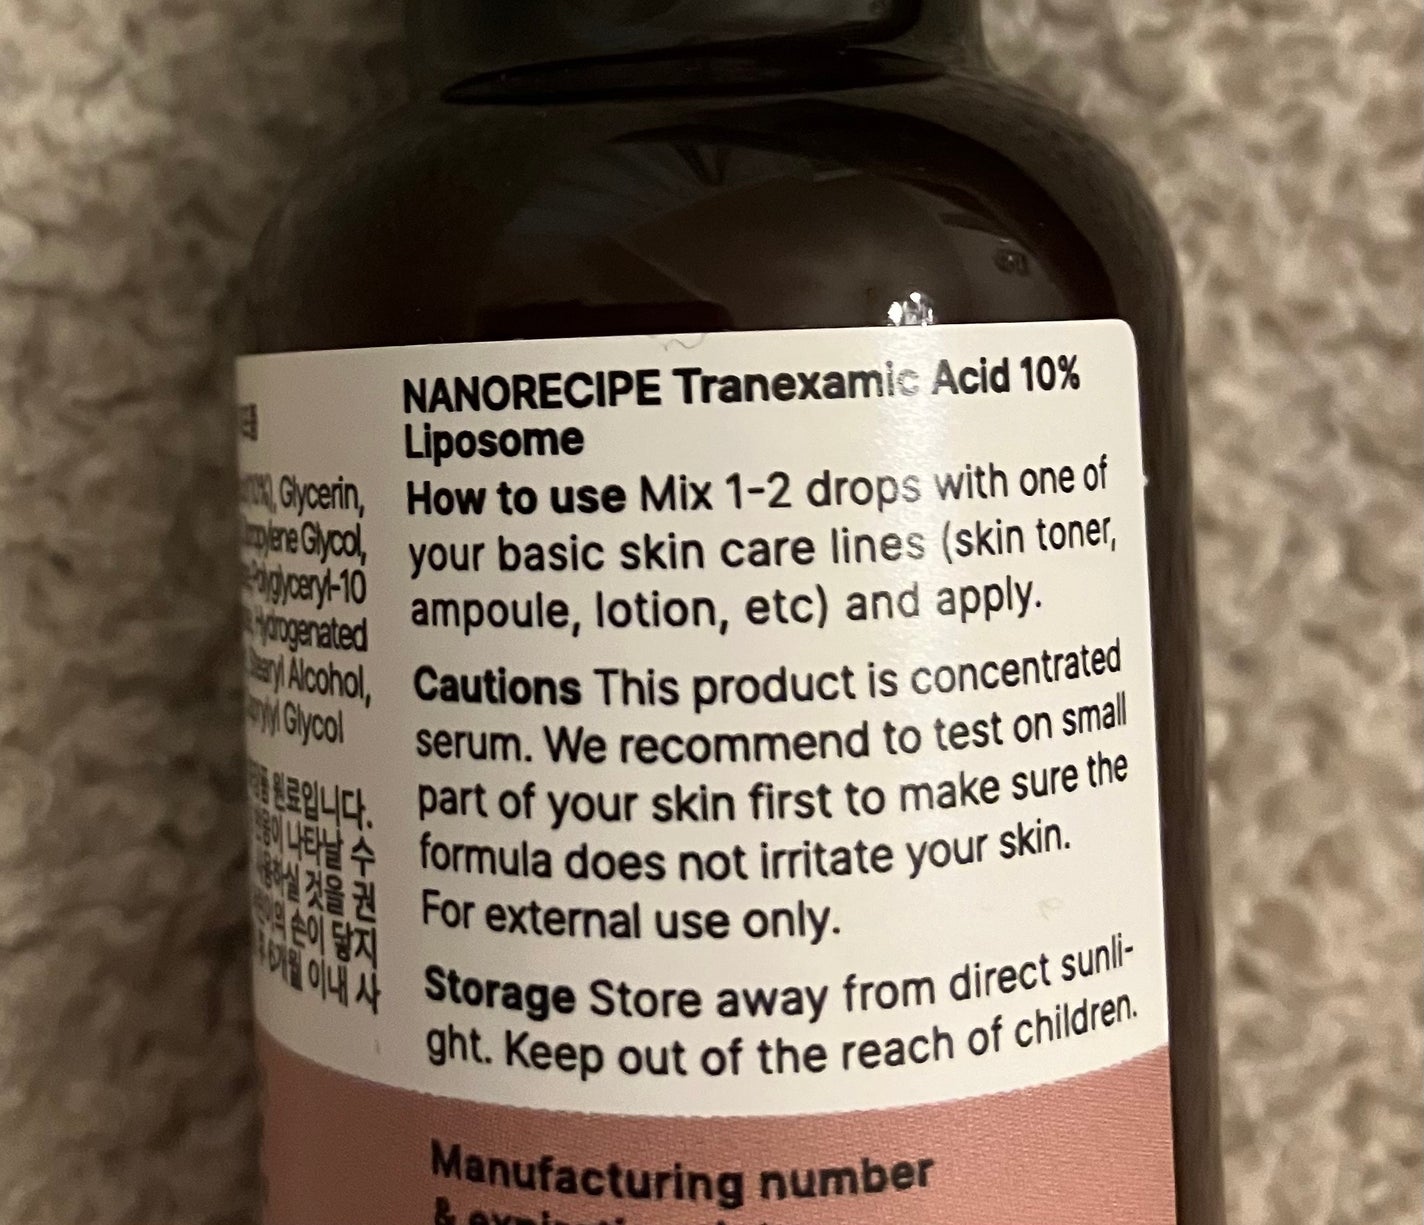 Glycerin,
Glycol,
Polyglyceryl-10
Hydrogenated
Stearyl Alcohol,
Glycol
원료입니다.
나타날 수
것을 권
손이 닿지
6개월 이내 사
NANORECIPE Tranexamic Acid 10%
Liposome
How to use Mix 1-2 drops with one of
your basic skin care lines (skin toner,
ampoule, lotion, etc) and apply.
Cautions This product is concentrated
serum. We recommend to test on small
part of your skin first to make sure the
formula does not irritate your skin.
For external use only.
Storage Store away from direct sunli-
ght. Keep out of the reach of children.
Manufacturing number
&